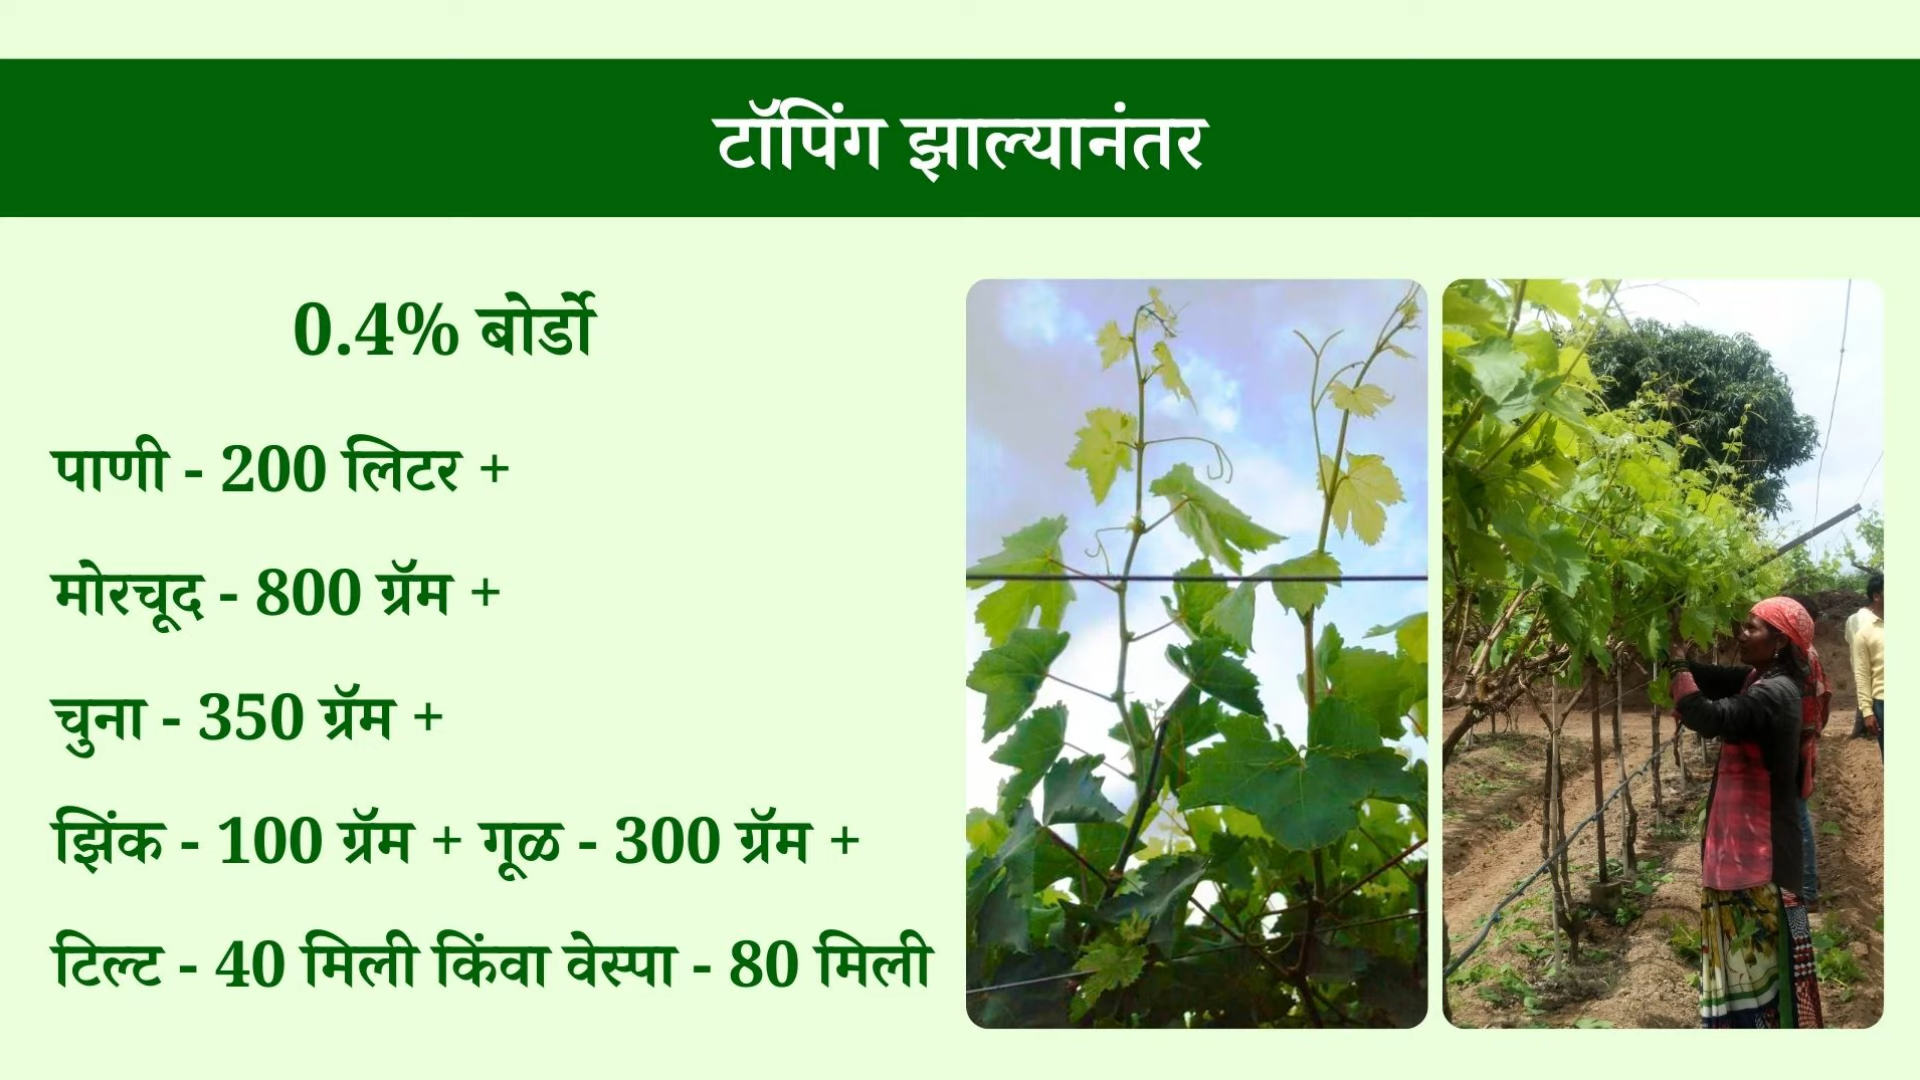 टॉपिंग झाल्यानंतर
0.4% बोर्डो
पाणी - 200 लिटर +
मोरचूद - 800 ग्रॅम +
चुना - 350 ग्रॅम +
झिंक - 100 ग्रॅम + गूळ - 300 ग्रॅम +
टिल्ट - 40 मिली किंवा वेस्पा - 80 मिली